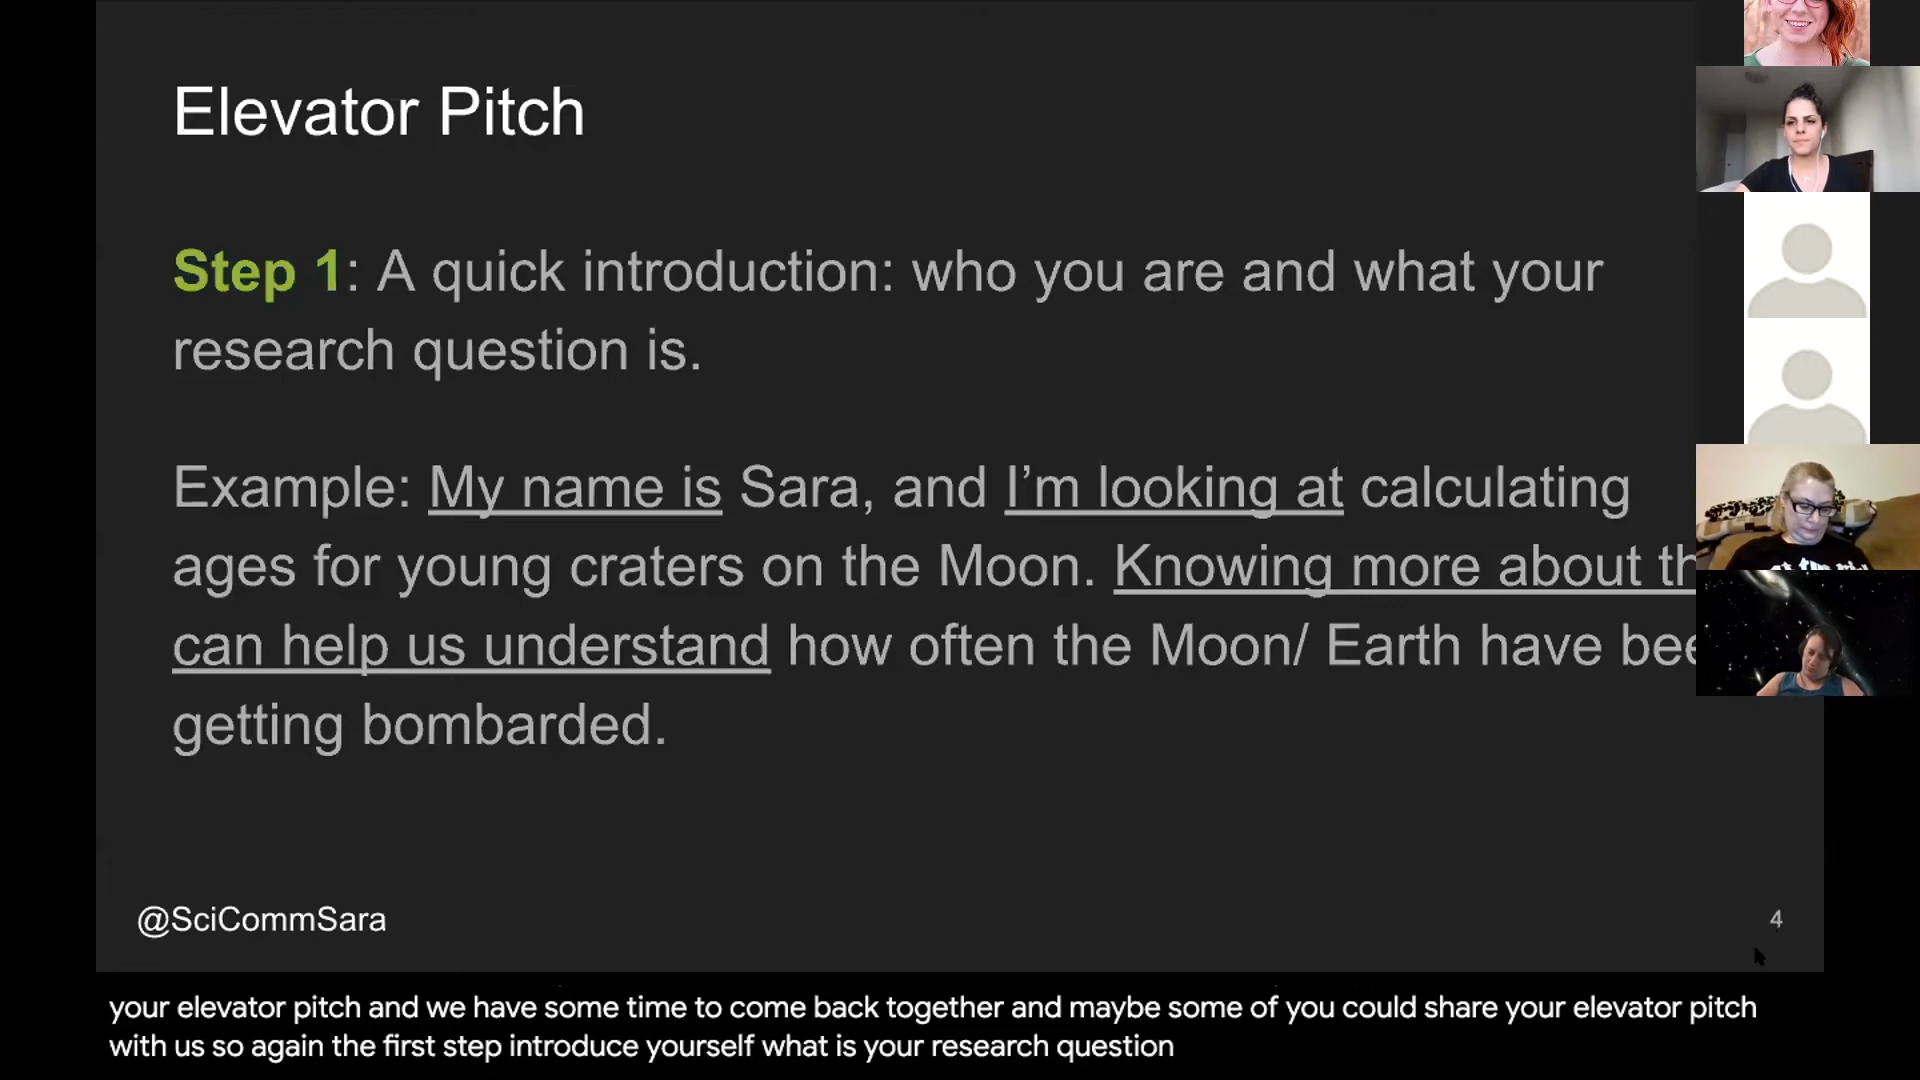 Elevator Pitch
Step 1: A quick introduction: who you are and what your
research question is.
Example: My name is Sara, and I’m looking at calculating
ages for young craters on the Moon. Knowing more about
can help us understand how often the Moon/ Earth have
getting bombarded.
@SciCommSara
4
your elevator pitch and we have some time to come back together and maybe some of you could share your elevator pitch
with us so again the first step introduce yourself what is your research question